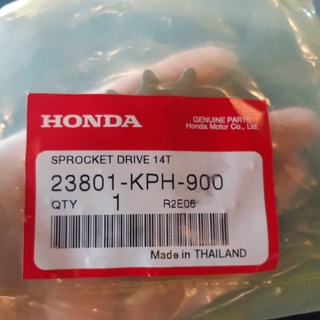 HONDA
GENUINE PARTS
Honda Motor Co., Ltd.
SPROCKET DRIVE 14T
23801-KPH-900
QTY 1 R2E06
Made in THAILAND